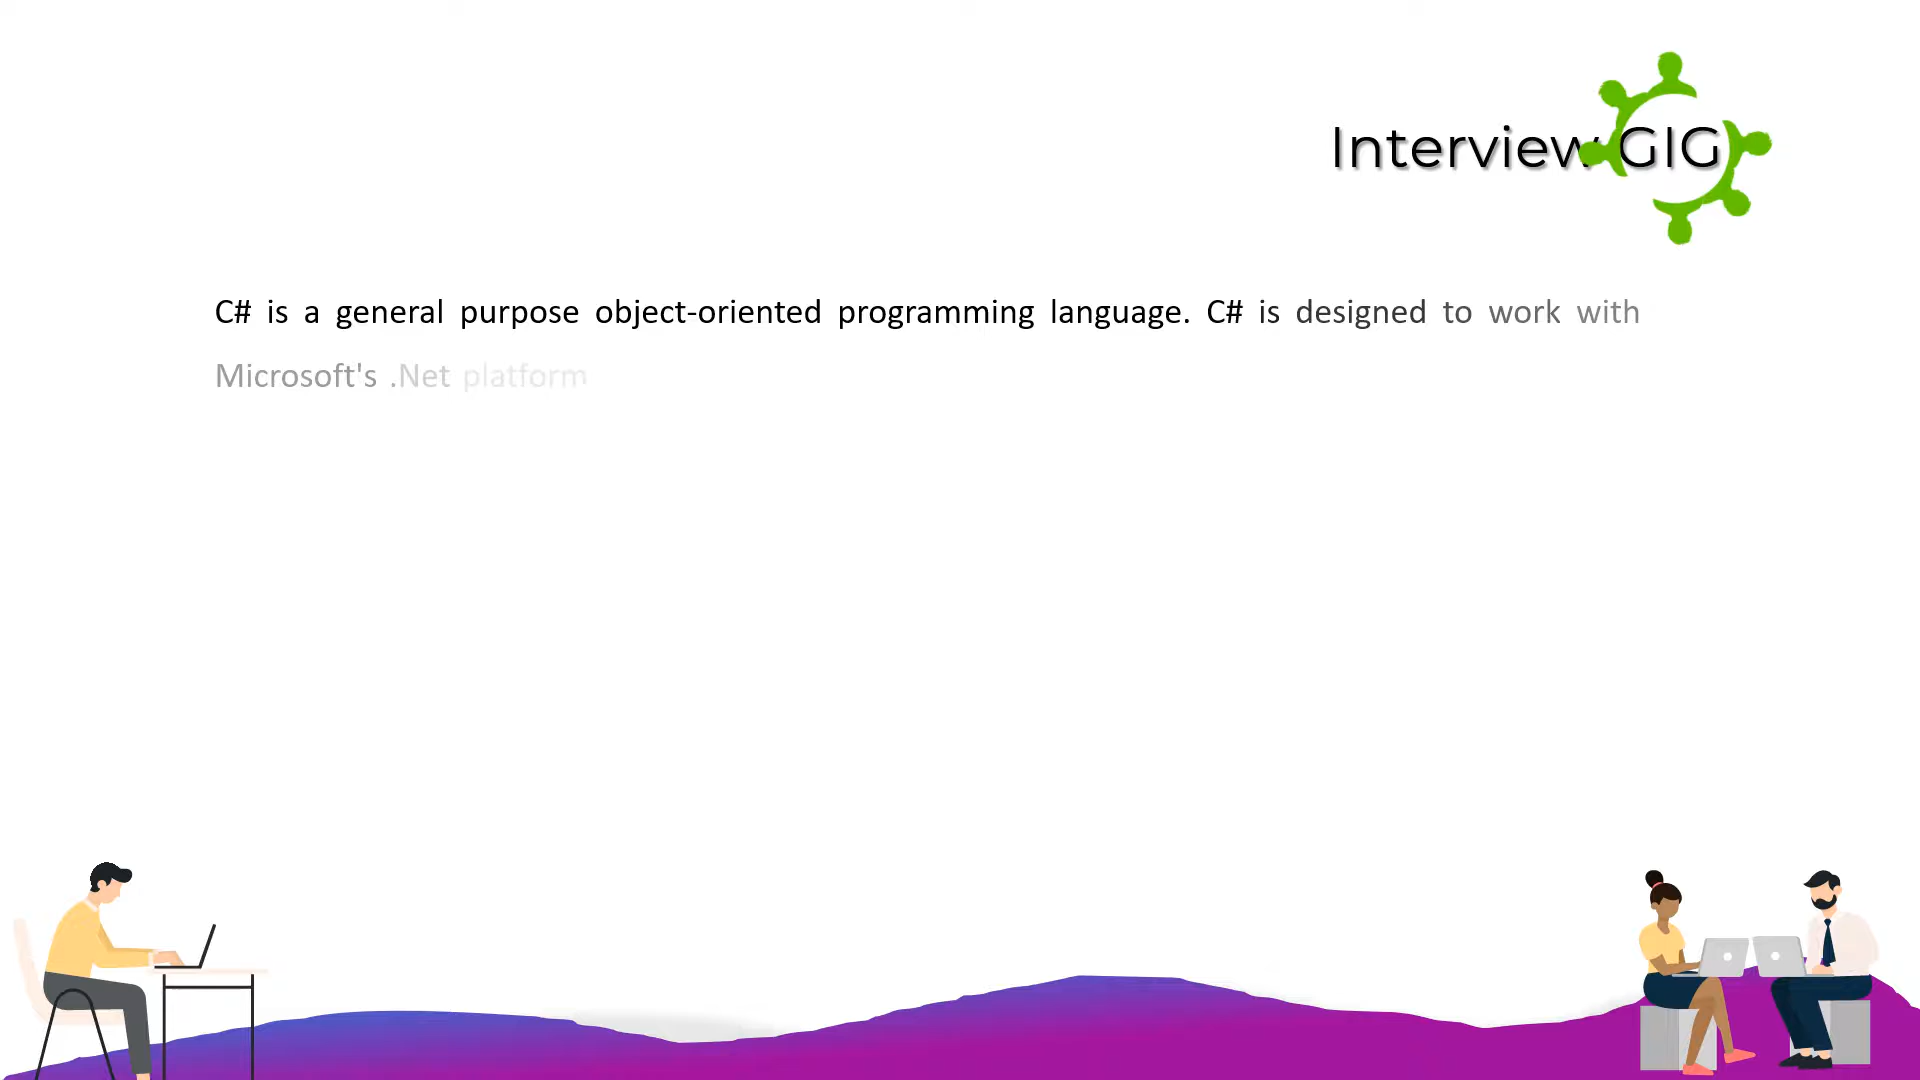 Interview GIG
C# is a general purpose object-oriented programming language. C# is designed to work with
Microsoft's .Net platform